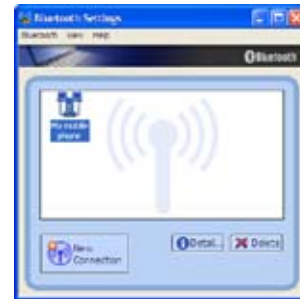 Bluetooth Settings
Bluetooth View Help
Bluetooth
My mobile
phone
New
Connection
Detail...
Delete